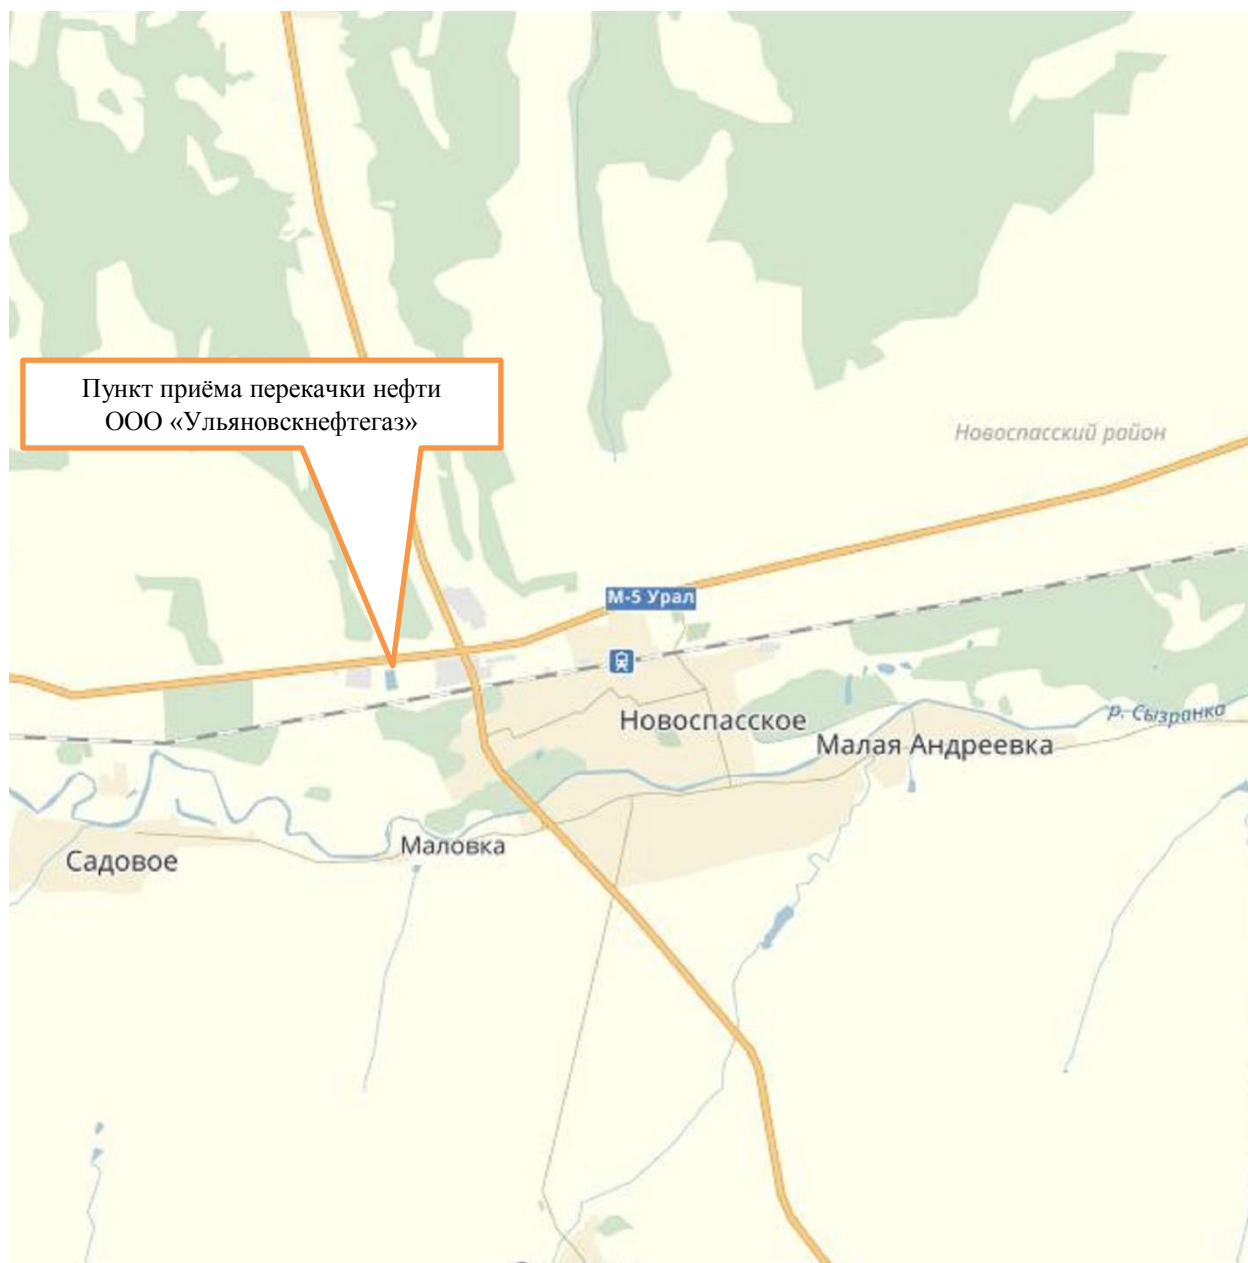 Пункт приёма перекачки нефти
ООО «Ульяновскнефтегаз»
Новоспасский район
М-5 Урал
Новоспасское
р. Сызранка
Малая Андреевка
Маловка
Садовое